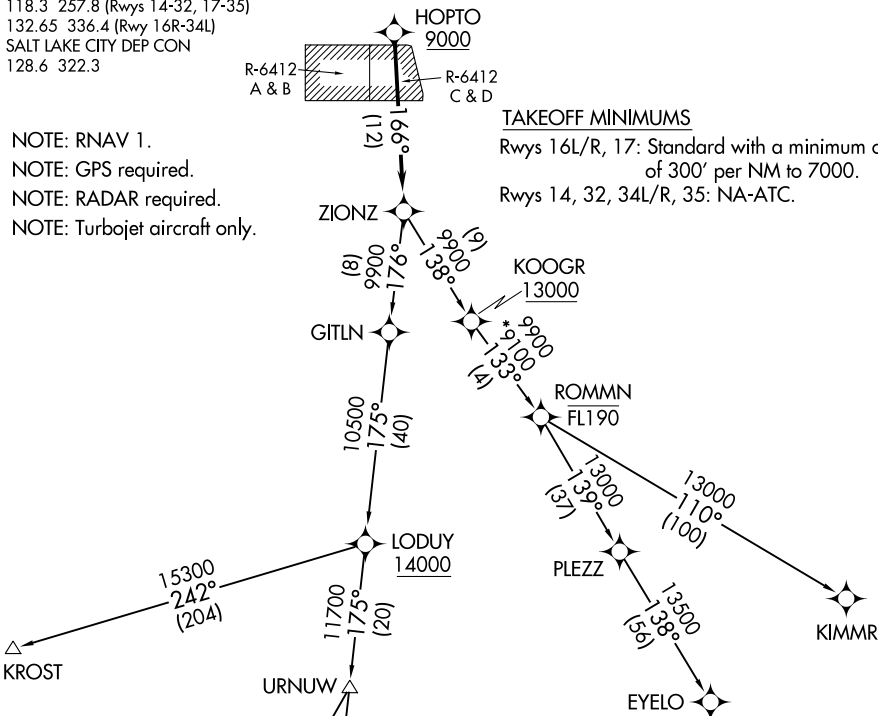 118.3 257.8 (Rwys 14-32, 17-35)
132.65 336.4 (Rwy 16R-34L)
SALT LAKE CITY DEP CON
128.6 322.3
HOPTO
9000
R-6412
A & B
R-6412
C & D
166°
(12)
NOTE: RNAV 1.
NOTE: GPS required.
NOTE: RADAR required.
NOTE: Turbojet aircraft only.
TAKEOFF MINIMUMS
Rwys 16L/R, 17: Standard with a minimum
of 300' per NM to 7000.
Rwys 14, 32, 34L/R, 35: NA-ATC.
ZIONZ
9900
176°
(8)
(9)
9900
138°
KOOGR
13000
GITLN
9900
*9100
133°
(4)
ROMMN
FL190
10500
175°
(40)
13000
139°
(37)
13000
110°
(100)
LODUY
14000
PLEZZ
15300
242°
(204)
11700
175°
(20)
13500
138°
(56)
KIMMR
KROST
URNUW
EYELO